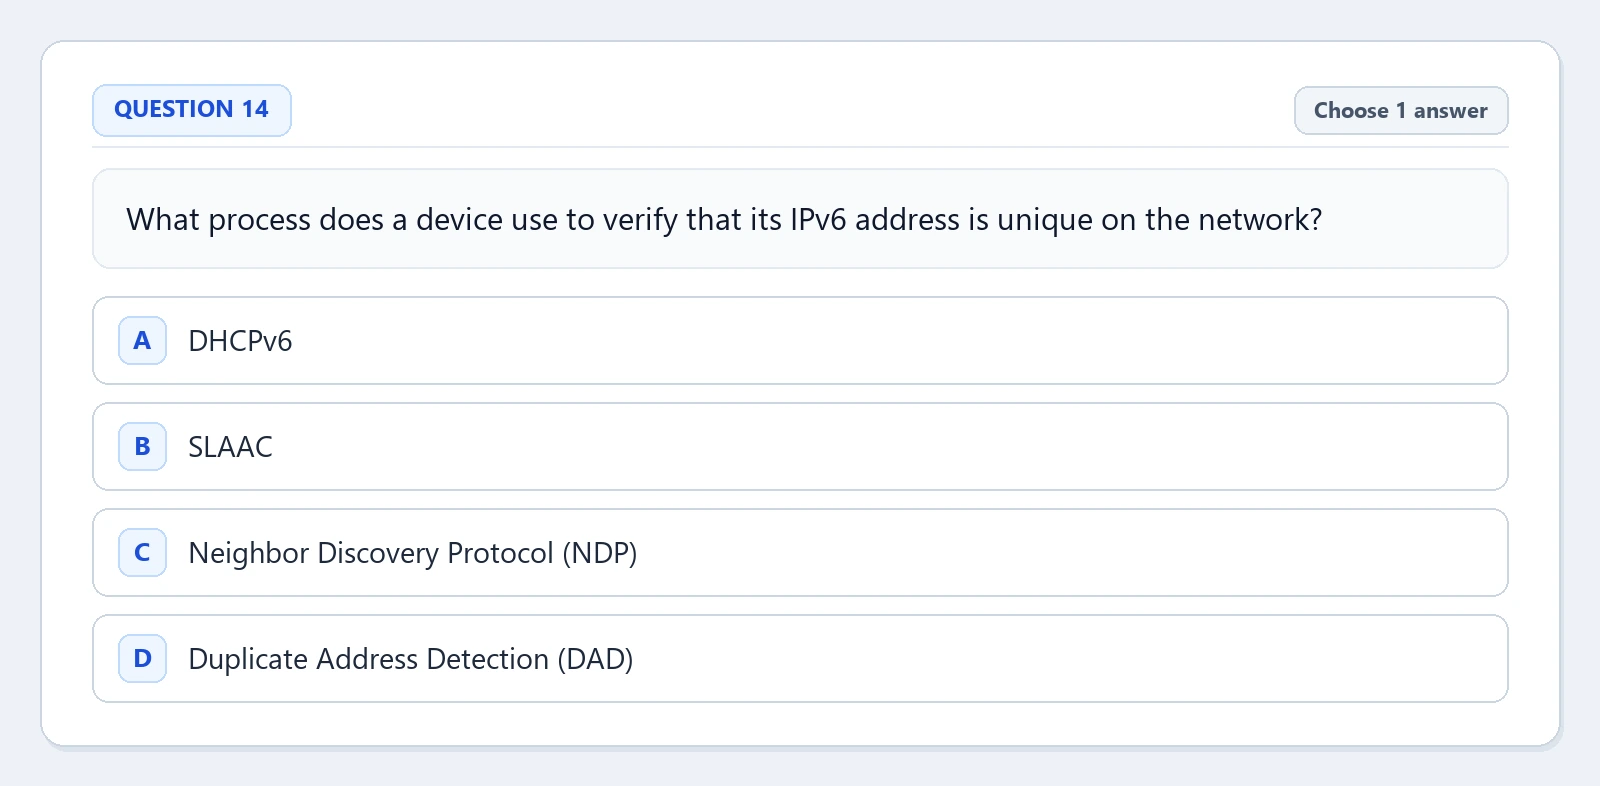 QUESTION 14
Choose 1 answer
What process does a device use to verify that its IPv6 address is unique on the network?
A DHCPv6
B SLAAC
C Neighbor Discovery Protocol (NDP)
D Duplicate Address Detection (DAD)